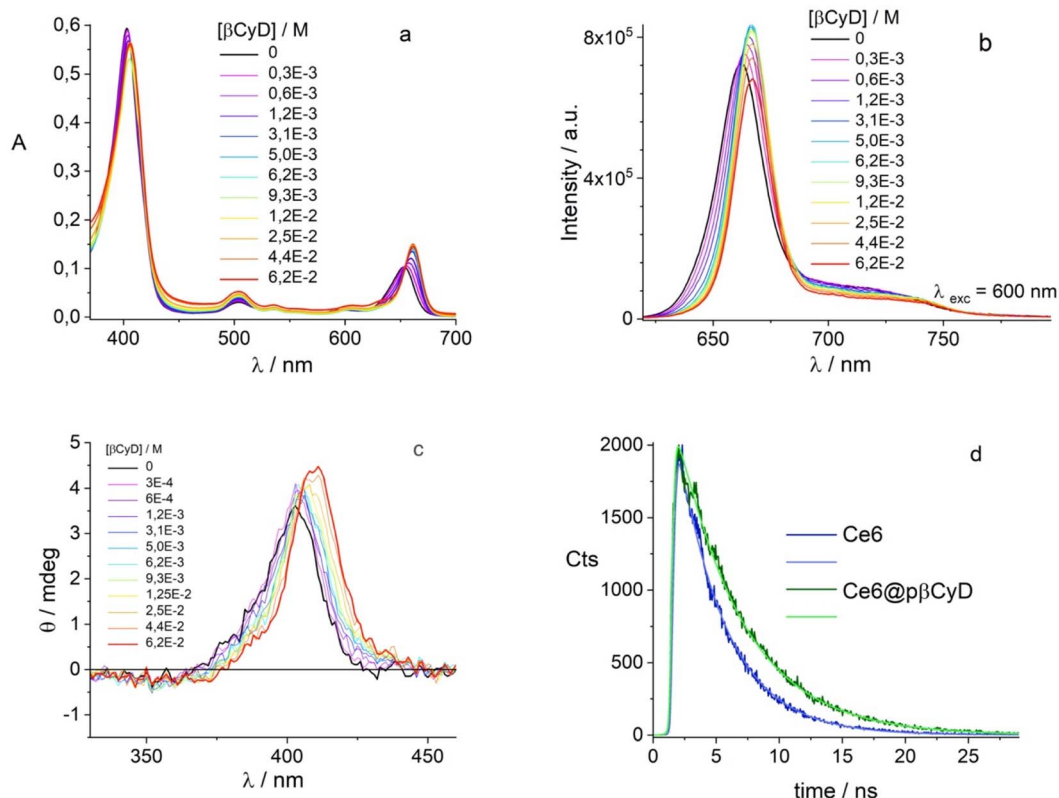 [βCyD] / M
a
0
0,3E-3
0,6E-3
1,2E-3
3,1E-3
5,0E-3
6,2E-3
9,3E-3
1,2E-2
2,5E-2
4,4E-2
6,2E-2
0,6
0,5
0,4
0,3
0,2
0,1
0,0
A
400
500
600
700
λ / nm
[βCyD] / M
b
0
0,3E-3
0,6E-3
1,2E-3
3,1E-3
5,0E-3
6,2E-3
9,3E-3
1,2E-2
2,5E-2
4,4E-2
6,2E-2
λ exc = 600 nm
8x10⁵
4x10⁵
0
Intensity / a.u.
650
700
750
λ / nm
[βCyD] / M
c
0
3E-4
6E-4
1,2E-3
3,1E-3
5,0E-3
6,2E-3
9,3E-3
1,25E-2
2,5E-2
4,4E-2
6,2E-2
5
4
3
2
1
0
-1
θ / mdeg
350
400
450
λ / nm
d
Ce6
Ce6@pβCyD
2000
1500
1000
500
0
Cts
0
5
10
15
20
25
time / ns